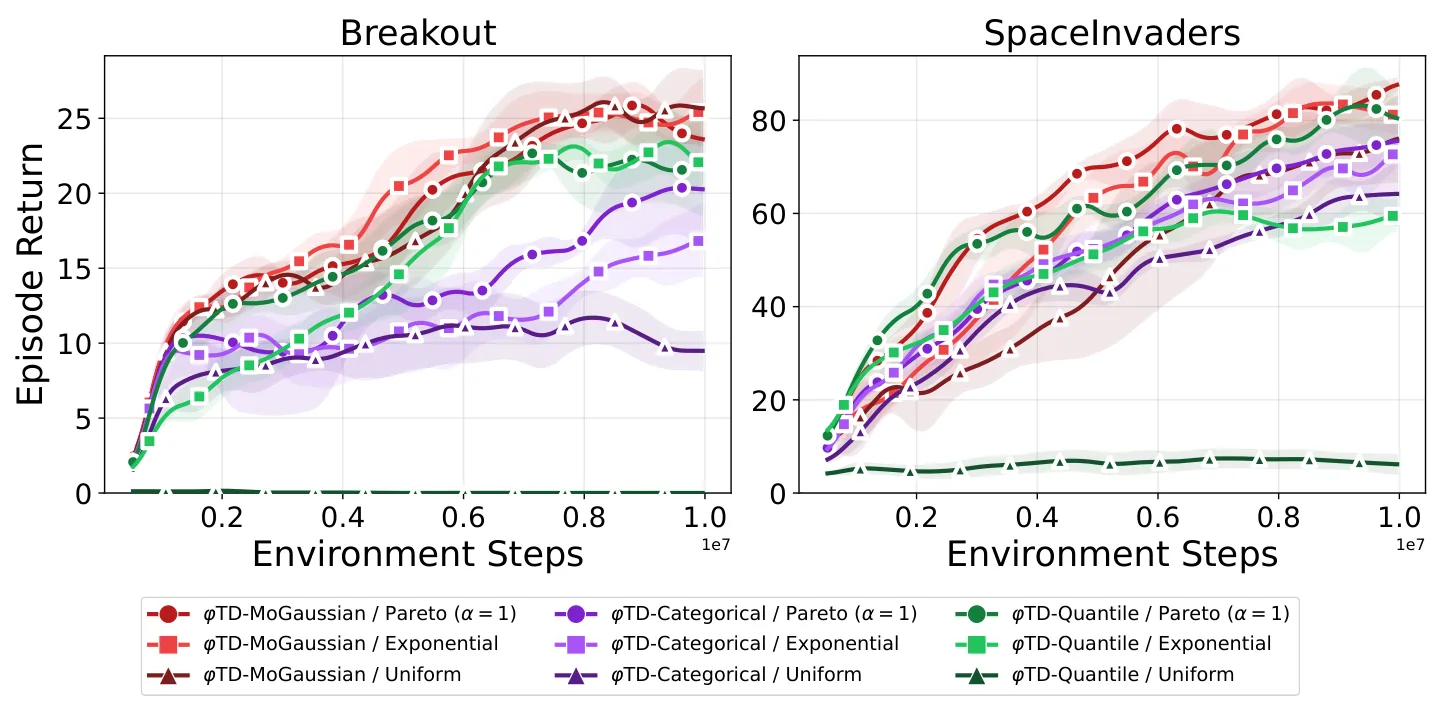 Breakout
SpaceInvaders
Episode Return
25
20
15
10
5
0
80
60
40
20
0
0.2 0.4 0.6 0.8 1.0
1e7
0.2 0.4 0.6 0.8 1.0
1e7
Environment Steps
Environment Steps
φTD-MoGaussian / Pareto (α = 1)
φTD-MoGaussian / Exponential
φTD-MoGaussian / Uniform
φTD-Categorical / Pareto (α = 1)
φTD-Categorical / Exponential
φTD-Categorical / Uniform
φTD-Quantile / Pareto (α = 1)
φTD-Quantile / Exponential
φTD-Quantile / Uniform